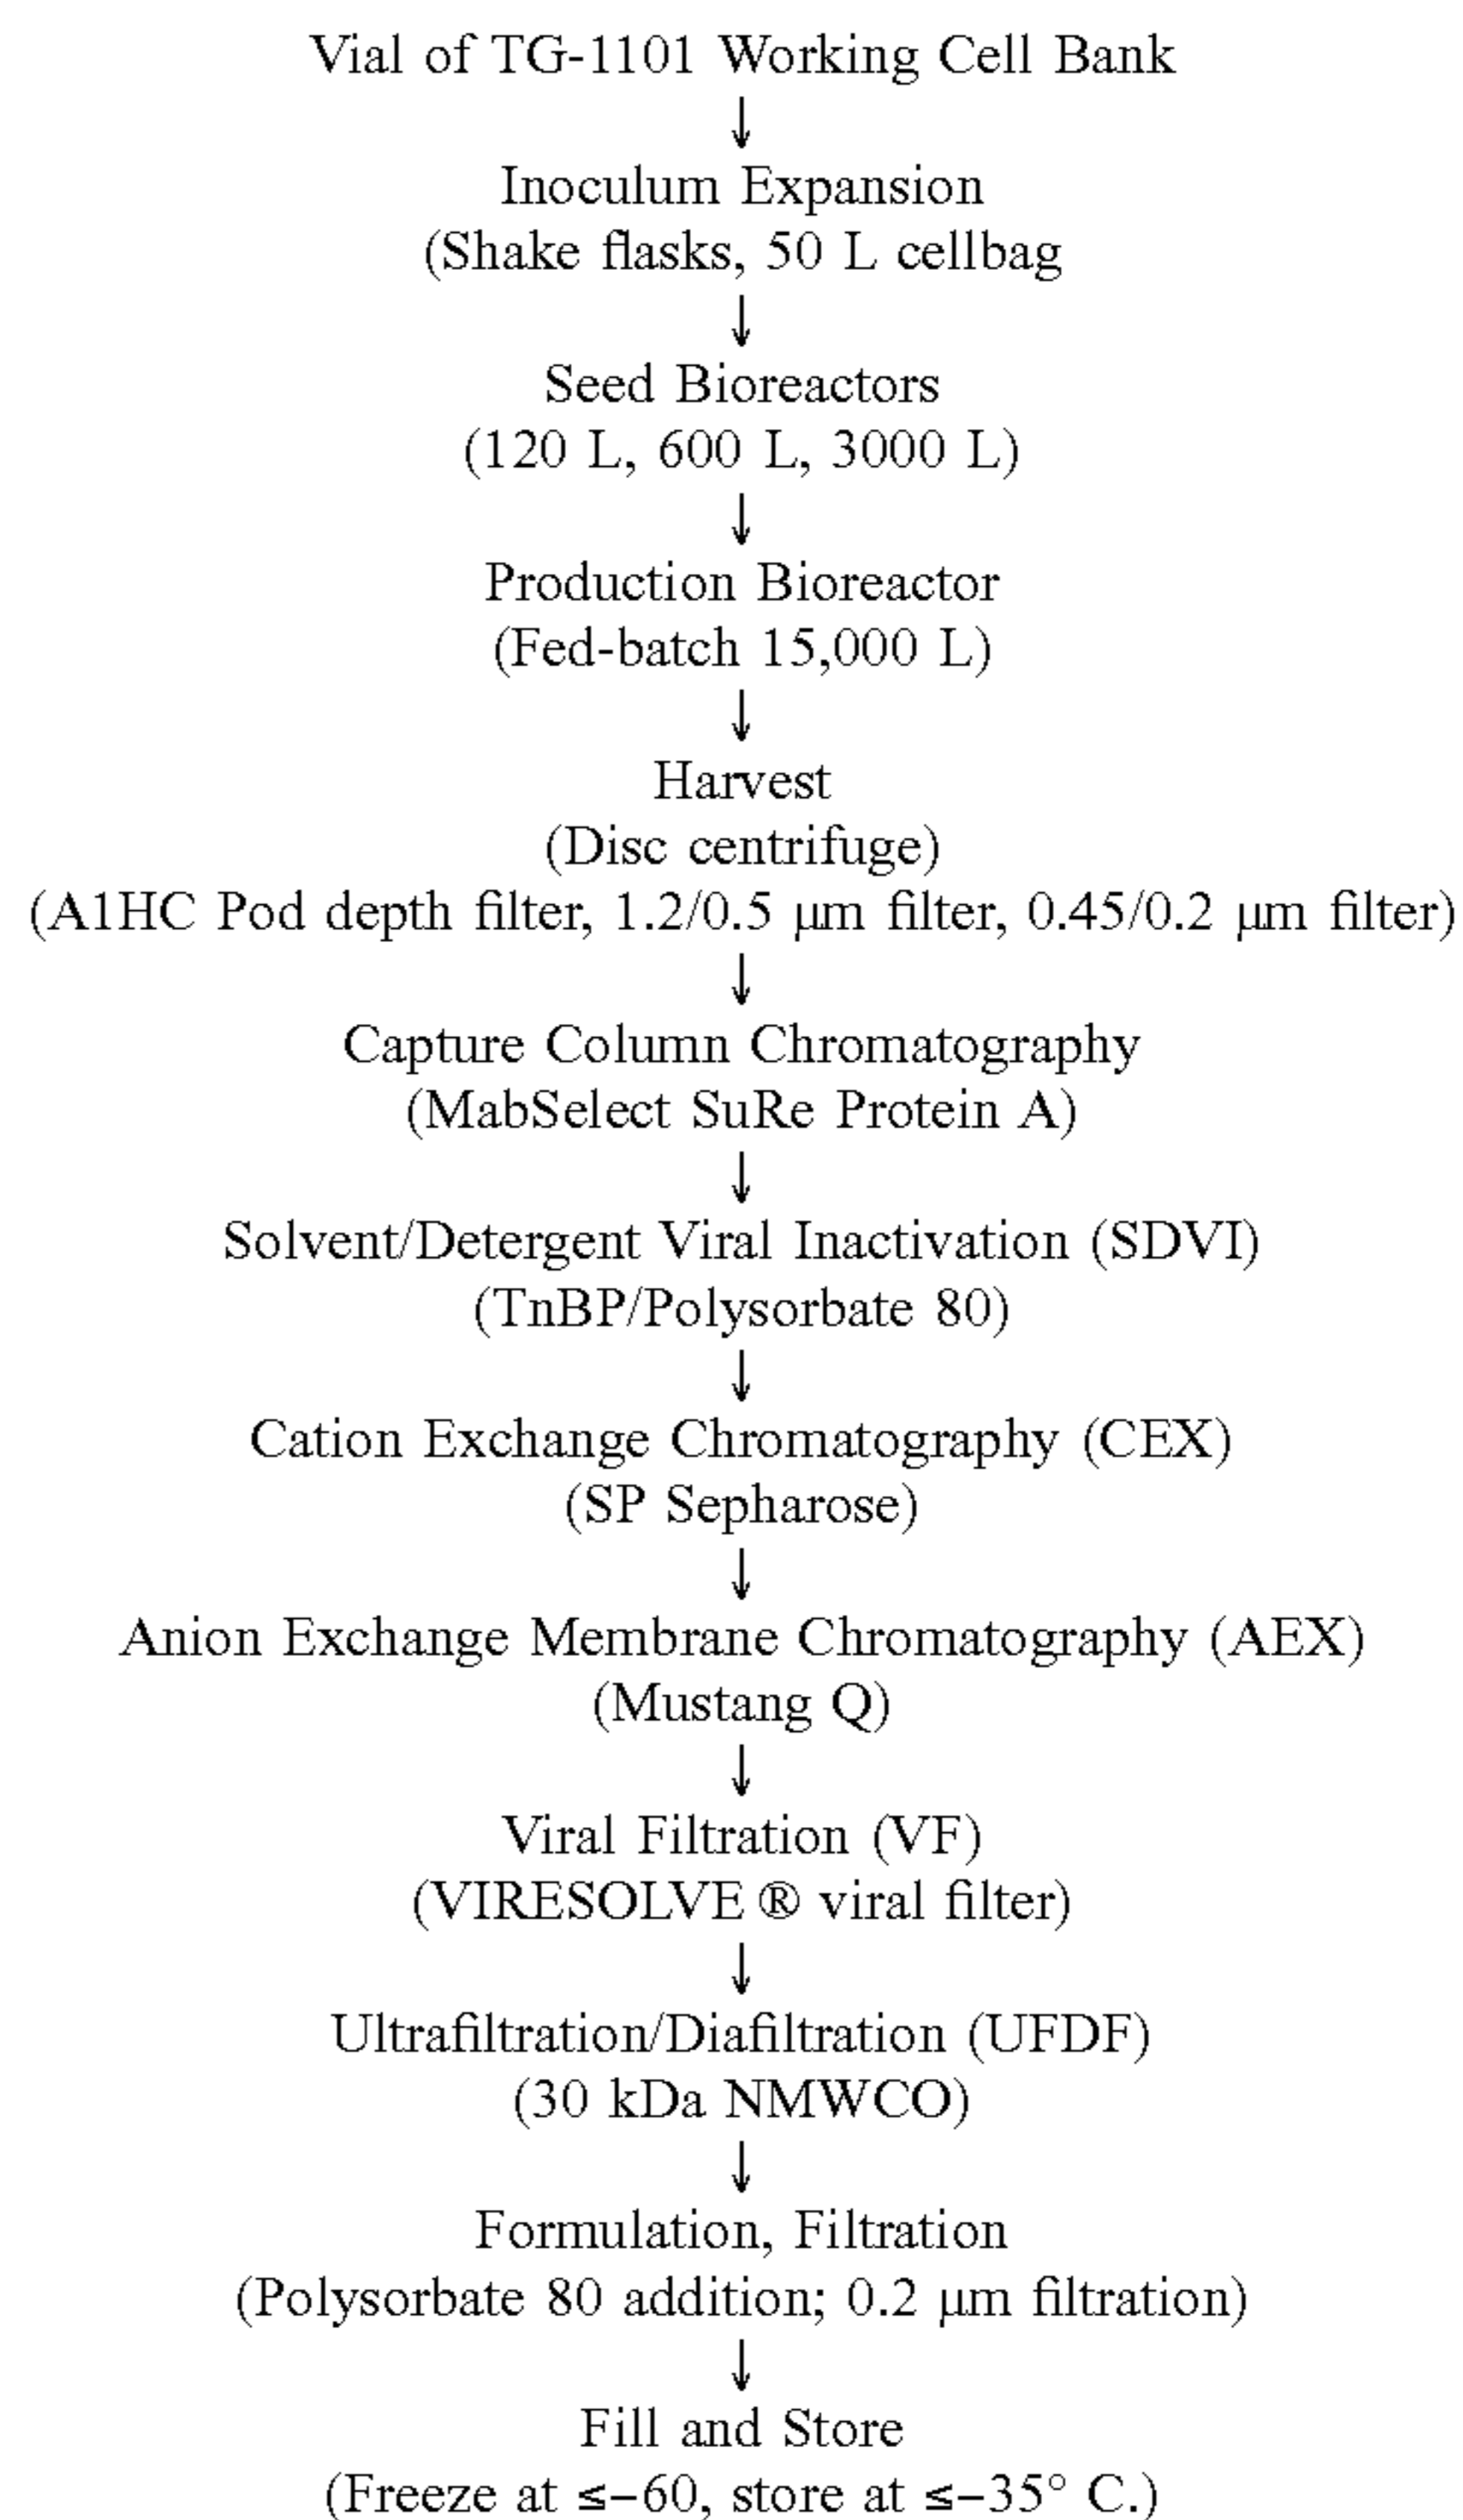 Vial of TG-1101 Working Cell Bank
↓
Inoculum Expansion
(Shake flasks, 50 L cellbag
↓
Seed Bioreactors
(120 L, 600 L, 3000 L)
↓
Production Bioreactor
(Fed-batch 15,000 L)
↓
Harvest
(Disc centrifuge)
(A1HC Pod depth filter, 1.2/0.5 μm filter, 0.45/0.2 μm filter)
↓
Capture Column Chromatography
(MabSelect SuRe Protein A)
↓
Solvent/Detergent Viral Inactivation (SDVI)
(TnBP/Polysorbate 80)
↓
Cation Exchange Chromatography (CEX)
(SP Sepharose)
↓
Anion Exchange Membrane Chromatography (AEX)
(Mustang Q)
↓
Viral Filtration (VF)
(VIRESOLVE ® viral filter)
↓
Ultrafiltration/Diafiltration (UFDF)
(30 kDa NMWCO)
↓
Formulation, Filtration
(Polysorbate 80 addition; 0.2 μm filtration)
↓
Fill and Store
(Freeze at ≤−60, store at ≤−35° C.)